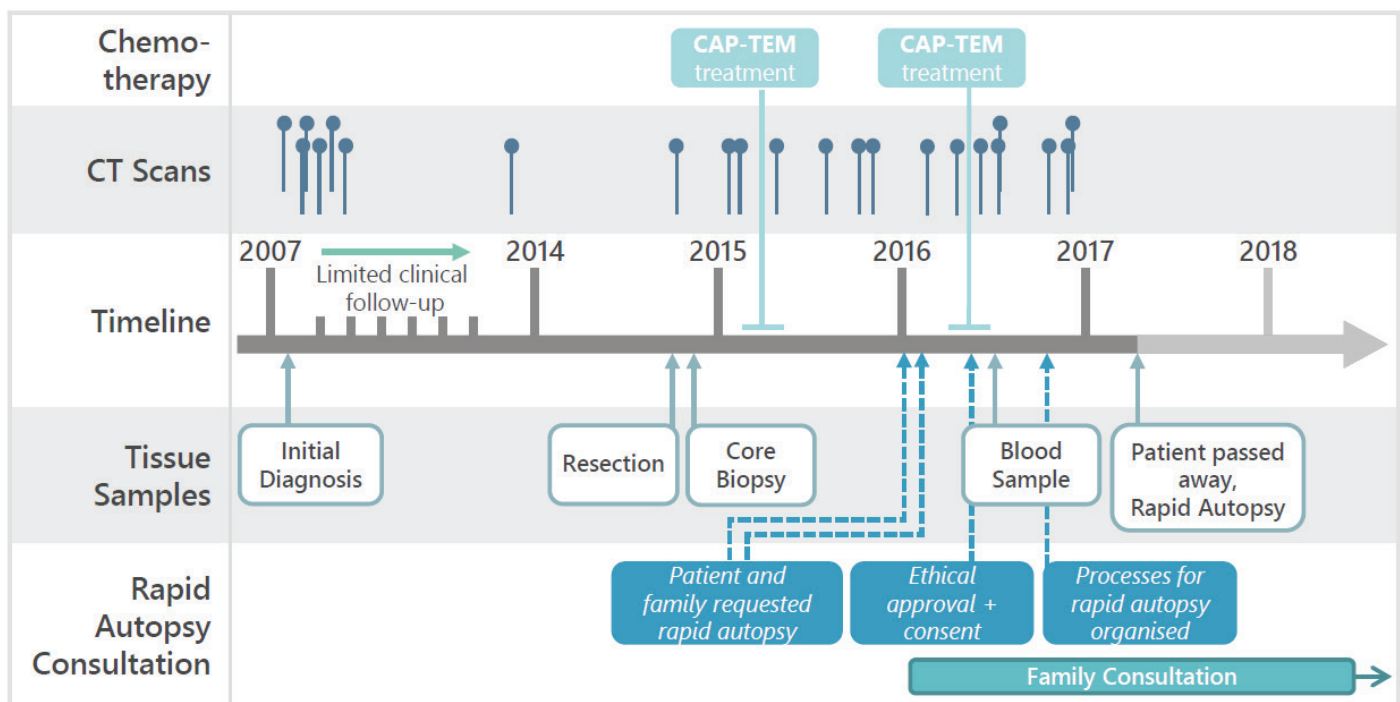 Chemo-
therapy
CAP-TEM
treatment
CAP-TEM
treatment
CT Scans
2007
2014
2015
2016
2017
2018
Limited clinical
follow-up
Timeline
Tissue
Samples
Initial
Diagnosis
Resection
Core
Biopsy
Blood
Sample
Patient passed
away,
Rapid Autopsy
Rapid
Autopsy
Consultation
Patient and
family requested
rapid autopsy
Ethical
approval +
consent
Processes for
rapid autopsy
organised
Family Consultation